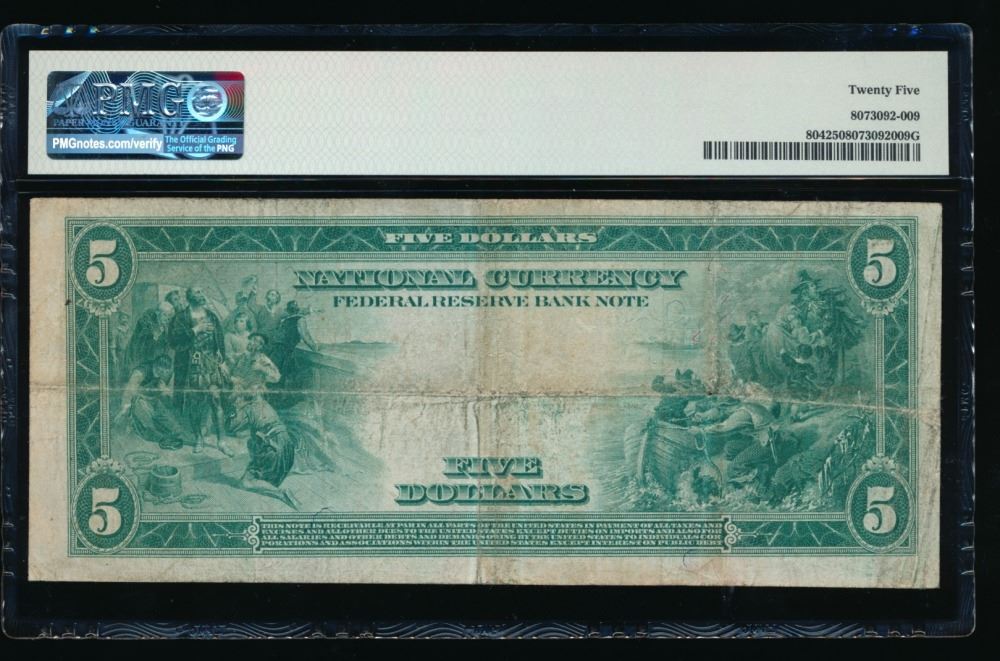 PMG
PAPER MONEY GUARANTY
PMGnotes.com/verify
The Official Grading
Service of the PNG
Twenty Five
8073092-009
8042508073092009G
5
FIVE DOLLARS
5
NATIONAL CURRENCY
FEDERAL RESERVE BANK NOTE
FIVE
DOLLARS
5
5
THIS NOTE IS RECEIVABLE AT PAR IN ALL PARTS OF THE UNITED STATES IN PAYMENT OF ALL TAXES AND
EXCISES AND ALL OTHER DUES TO THE UNITED STATES EXCEPT DUTIES ON IMPORTS AND ALSO FOR
ALL SALARIES AND OTHER DEBTS AND DEMANDS OWING BY THE UNITED STATES TO INDIVIDUALS COR
PORATIONS AND ASSOCIATIONS WITHIN THE UNITED STATES EXCEPT INTEREST ON PUBLIC DEBT